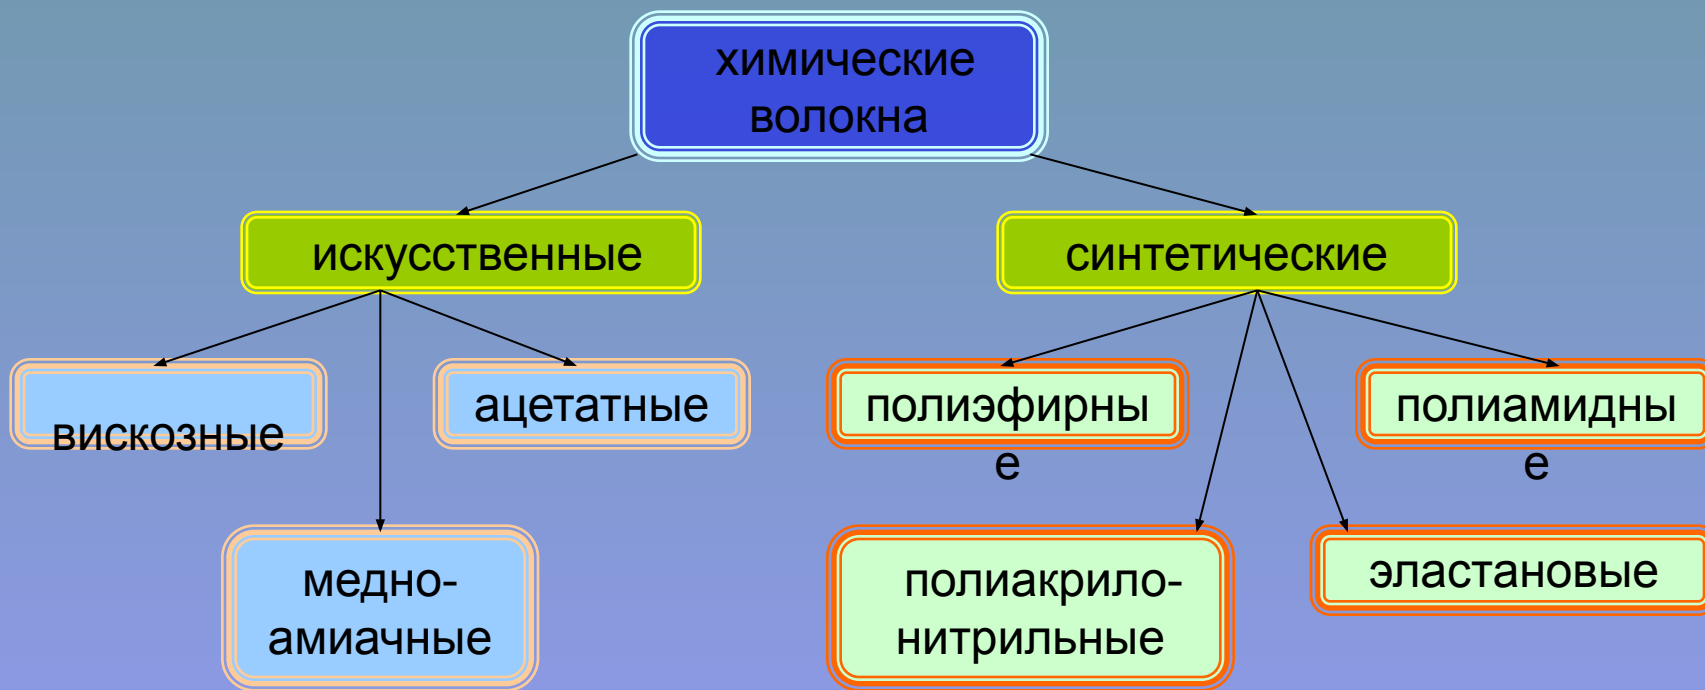 химические
волокна
искусственные
синтетические
вискозные
ацетатные
полиэфирны
е
полиамидны
е
медно-
амиачные
полиакрило-
нитрильные
эластановые